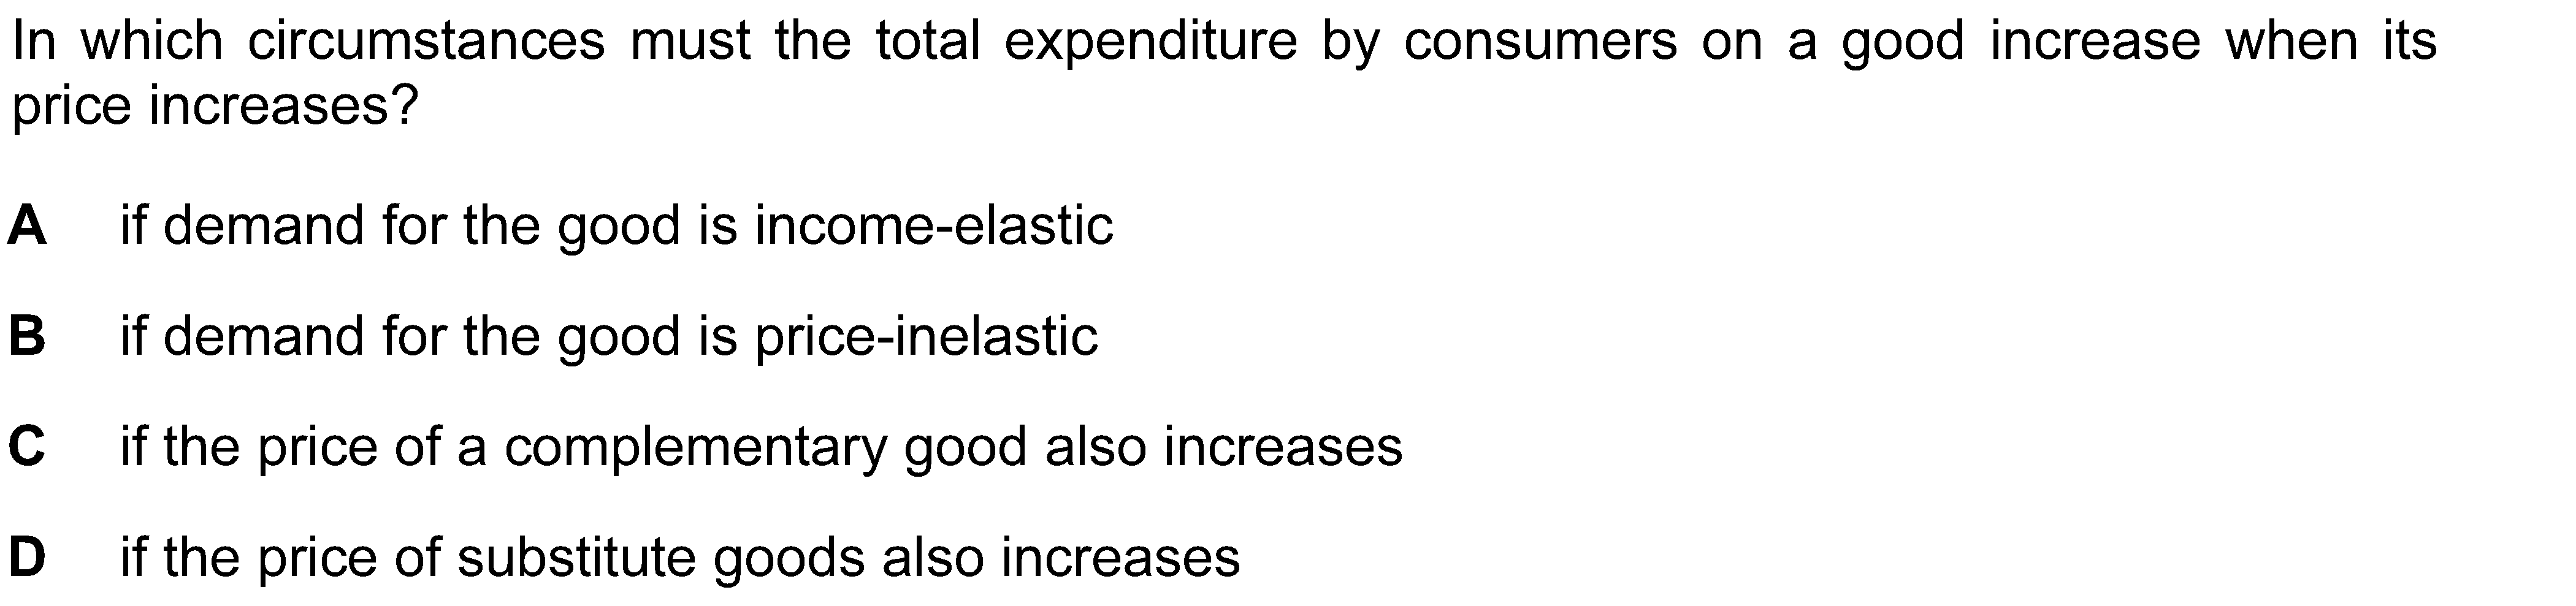 In which circumstances must the total expenditure by consumers on a good increase when its
price increases?
A if demand for the good is income-elastic
B if demand for the good is price-inelastic
C if the price of a complementary good also increases
D if the price of substitute goods also increases